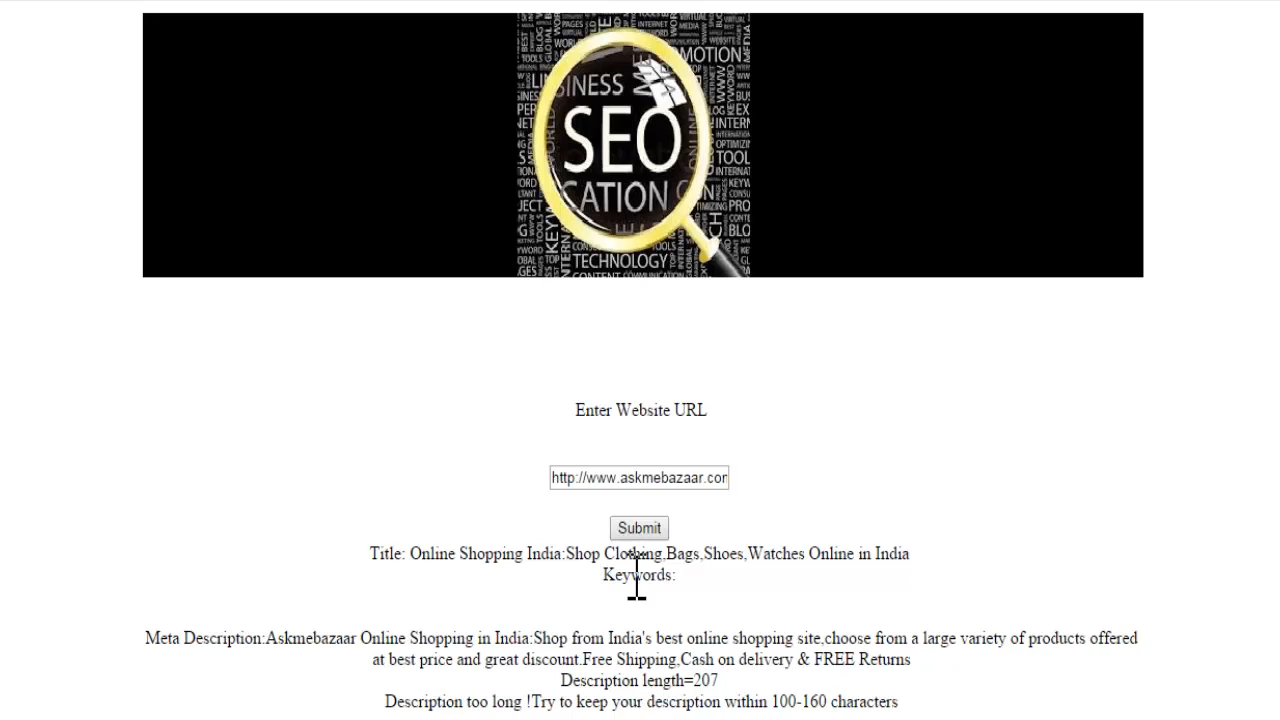 BUSINESS
PROMOTION
SEO
CATION
TECHNOLOGY
Enter Website URL
http://www.askmebazaar.cor
Submit
Title: Online Shopping India:Shop Clothing,Bags,Shoes,Watches Online in India
Keywords:
Meta Description:Askmebazaar Online Shopping in India:Shop from India's best online shopping site,choose from a large variety of products offered
at best price and great discount.Free Shipping,Cash on delivery & FREE Returns
Description length=207
Description too long !Try to keep your description within 100-160 characters